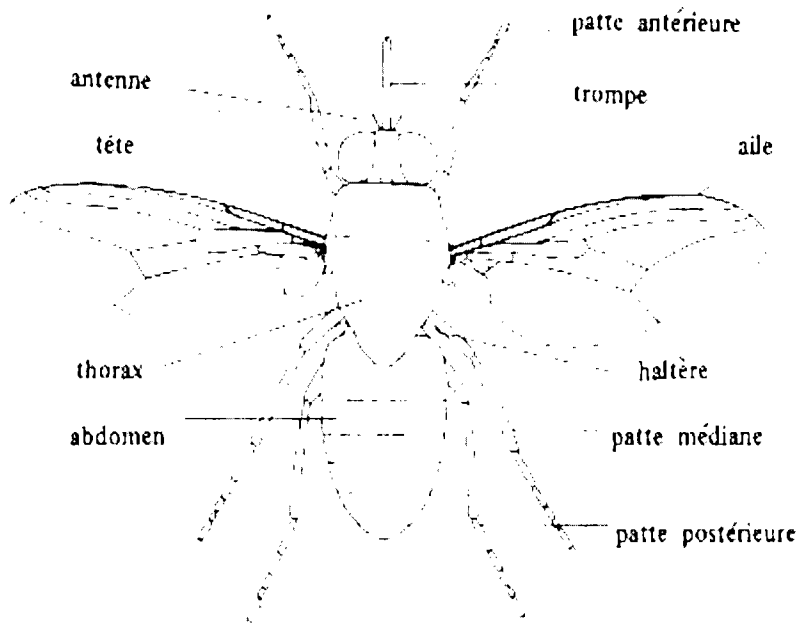 patte antérieure
antenne
trompe
tête
aile
thorax
haltère
abdomen
patte médiane
patte postérieure